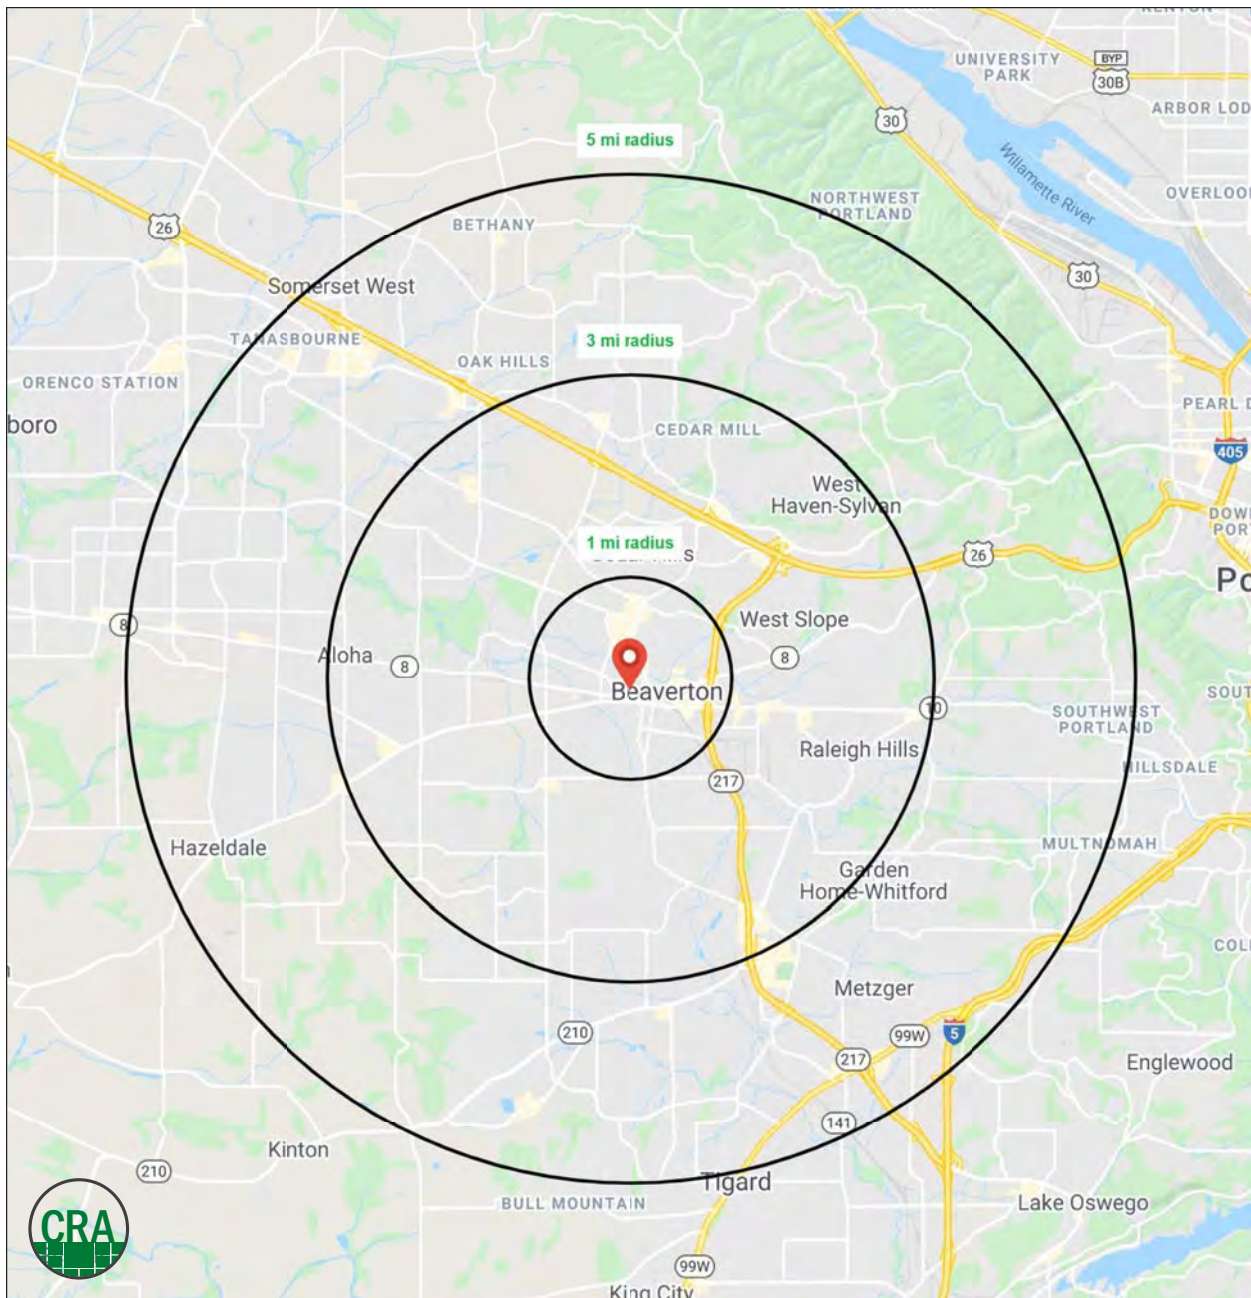 KENTON
UNIVERSITY
PARK
BYP
30B
ARBOR LOD
30
5 mi radius
Willamette River
NORTHWEST
PORTLAND
OVERLOO
BETHANY
26
30
Somerset West
3 mi radius
TANASBOURNE
OAK HILLS
ORENCO STATION
PEARL D
boro
CEDAR MILL
405
West
Haven-Sylvan
DOW
POR
1 mi radius
26
Po
8
West Slope
Aloha
8
8
Beaverton
SOUT
10
SOUTHWEST
PORTLAND
Raleigh Hills
HILLSDALE
217
Hazeldale
MULTNOMAH
Garden
Home-Whitford
COL
Metzger
210
99W
5
217
Englewood
141
Kinton
210
Tigard
BULL MOUNTAIN
Lake Oswego
CRA
99W
King City